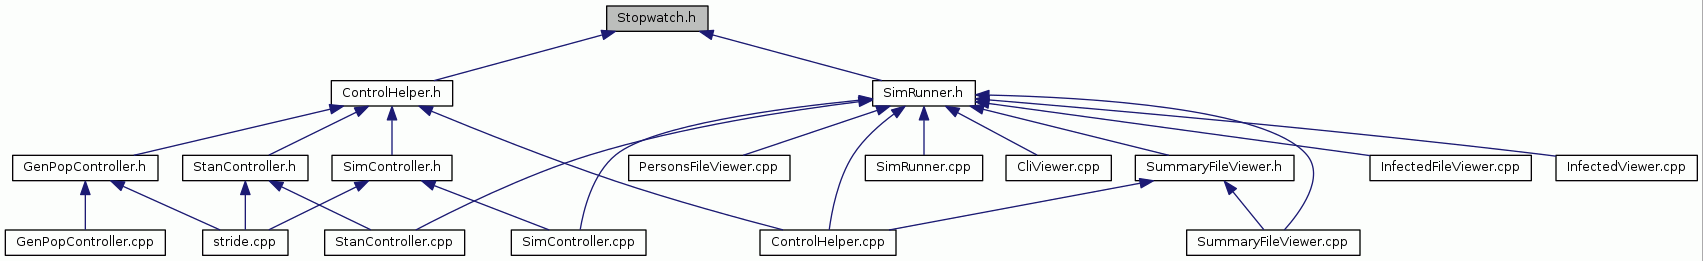 Stopwatch.h
ControlHelper.h
SimRunner.h
GenPopController.h
StanController.h
SimController.h
PersonsFileViewer.cpp
SimRunner.cpp
CliViewer.cpp
SummaryFileViewer.h
InfectedFileViewer.cpp
InfectedViewer.cpp
GenPopController.cpp
stride.cpp
StanController.cpp
SimController.cpp
ControlHelper.cpp
SummaryFileViewer.cpp